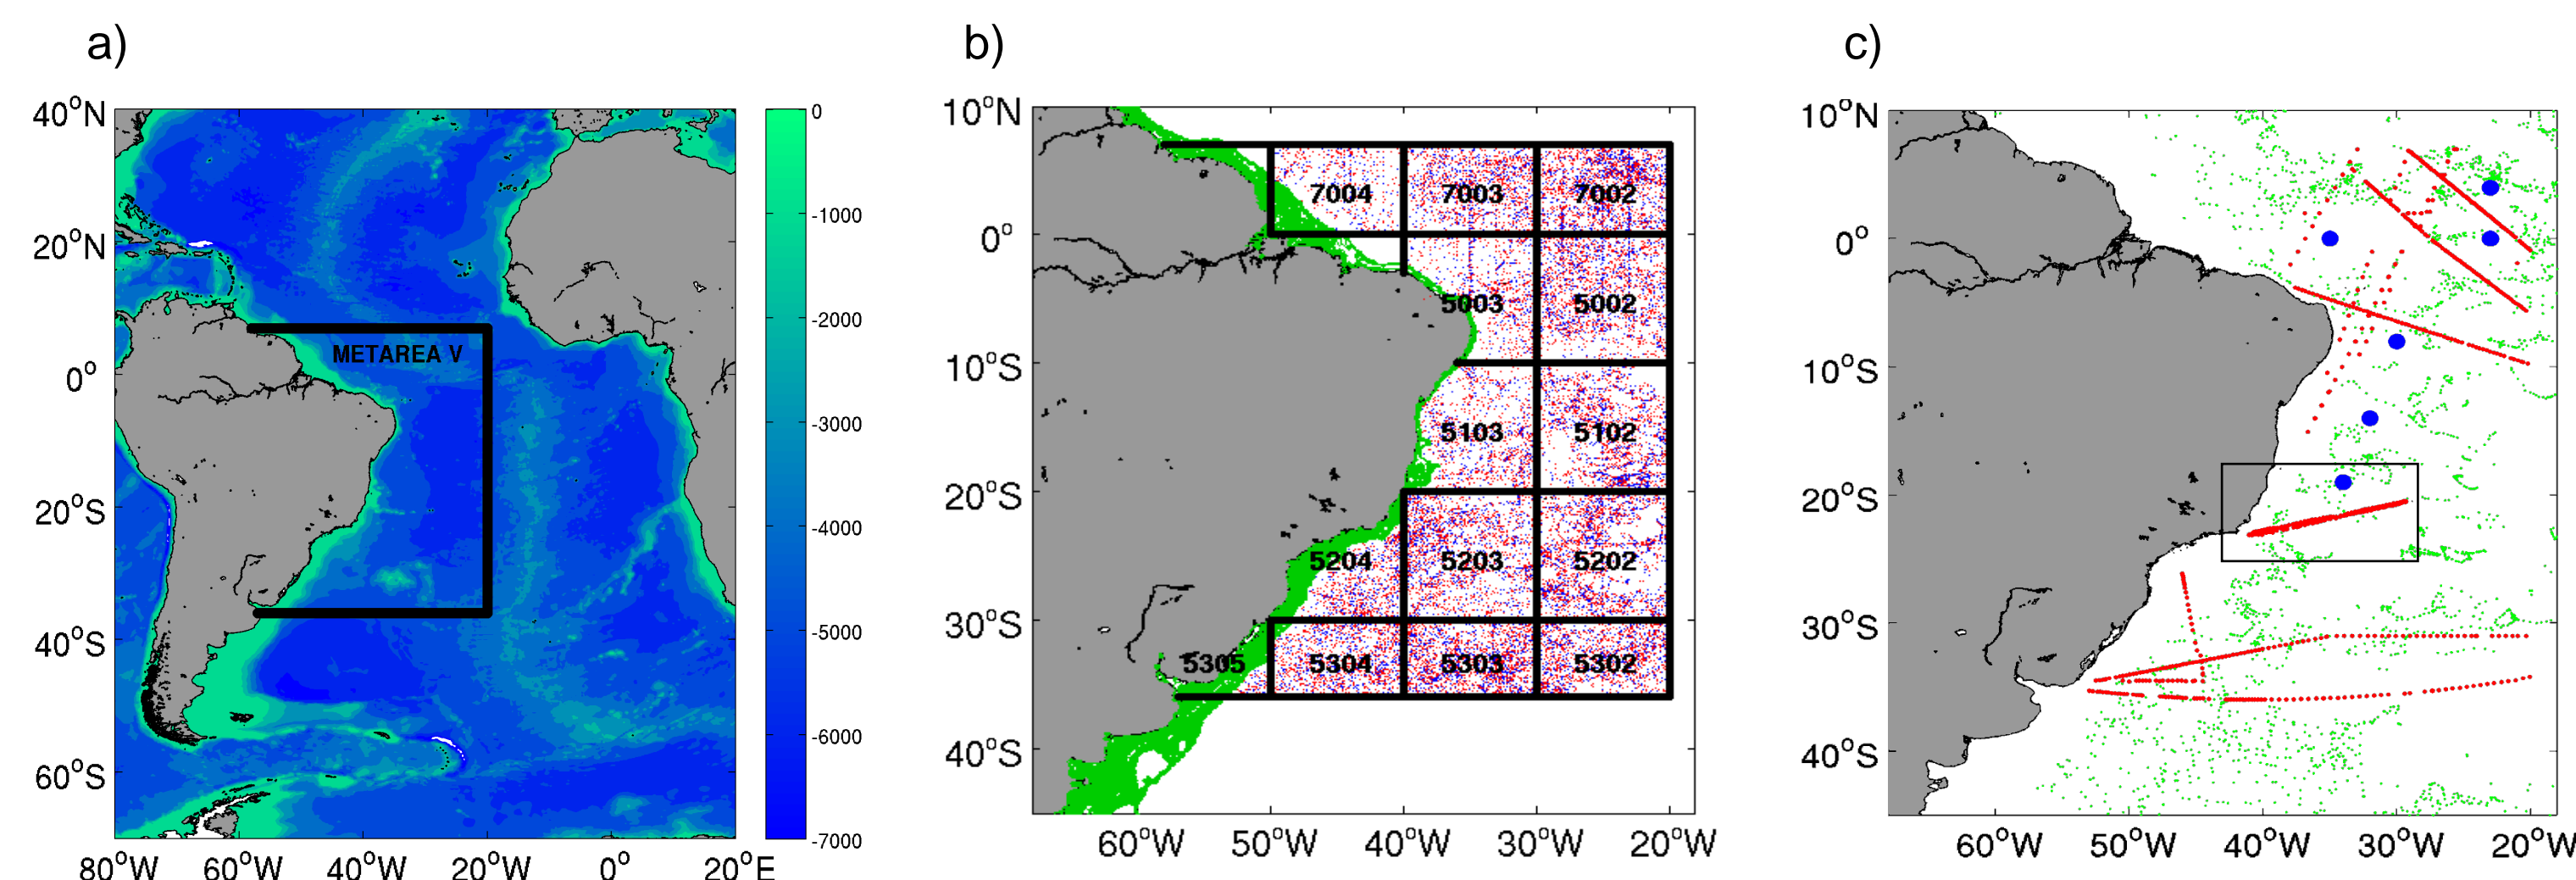 a)
40°N
20°N
0°
20°S
40°S
60°S
80°W 60°W 40°W 20°W 0° 20°E
METAREA V
0
-1000
-2000
-3000
-4000
-5000
-6000
-7000
b)
10°N
0°
10°S
20°S
30°S
40°S
60°W 50°W 40°W 30°W 20°W
7004 7003 7002
5003 5002
5103 5102
5204 5203 5202
5305 5304 5303 5302
c)
10°N
0°
10°S
20°S
30°S
40°S
60°W 50°W 40°W 30°W 20°W